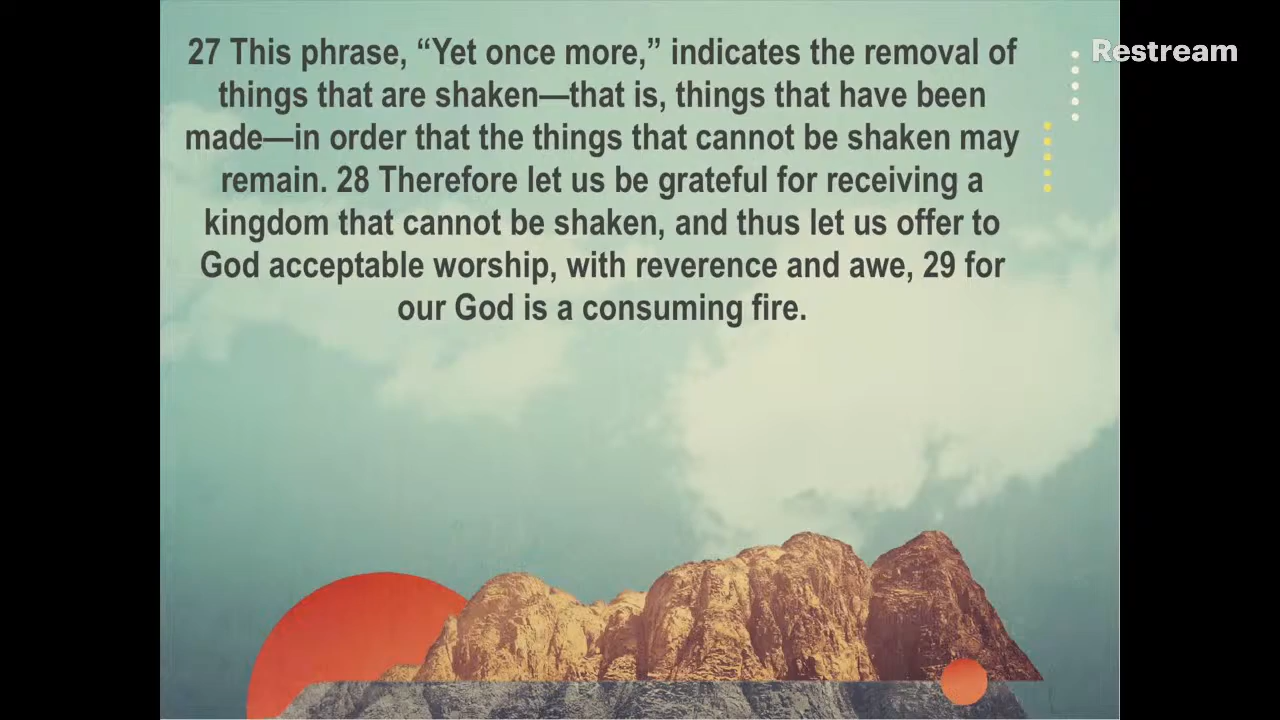 27 This phrase, “Yet once more,” indicates the removal of
things that are shaken—that is, things that have been
made—in order that the things that cannot be shaken may
remain. 28 Therefore let us be grateful for receiving a
kingdom that cannot be shaken, and thus let us offer to
God acceptable worship, with reverence and awe, 29 for
our God is a consuming fire.
Restream